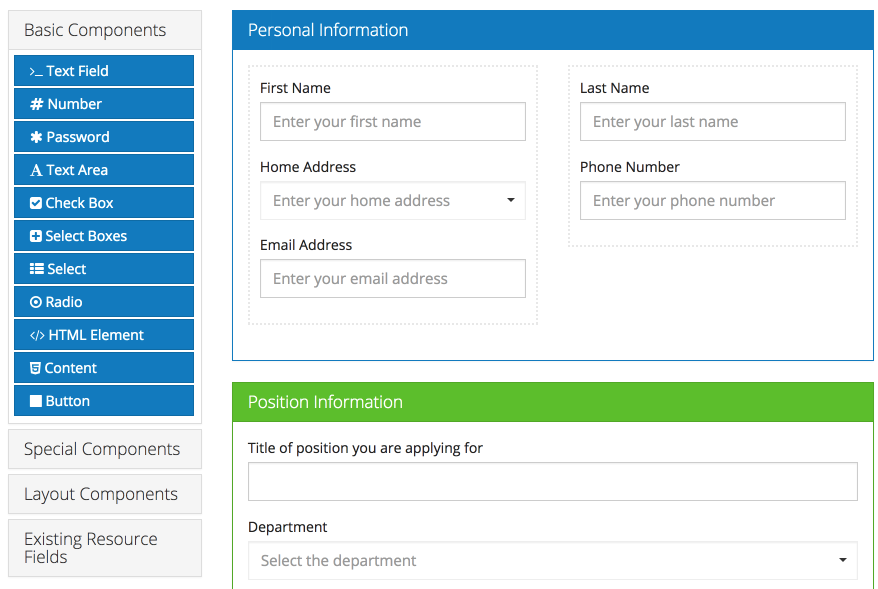 Basic Components
>_ Text Field
# Number
✱ Password
A Text Area
Check Box
Select Boxes
Select
Radio
</> HTML Element
Content
Button
Special Components
Layout Components
Existing Resource
Fields
Personal Information
First Name
Enter your first name
Last Name
Enter your last name
Home Address
Enter your home address
Phone Number
Enter your phone number
Email Address
Enter your email address
Position Information
Title of position you are applying for
Department
Select the department